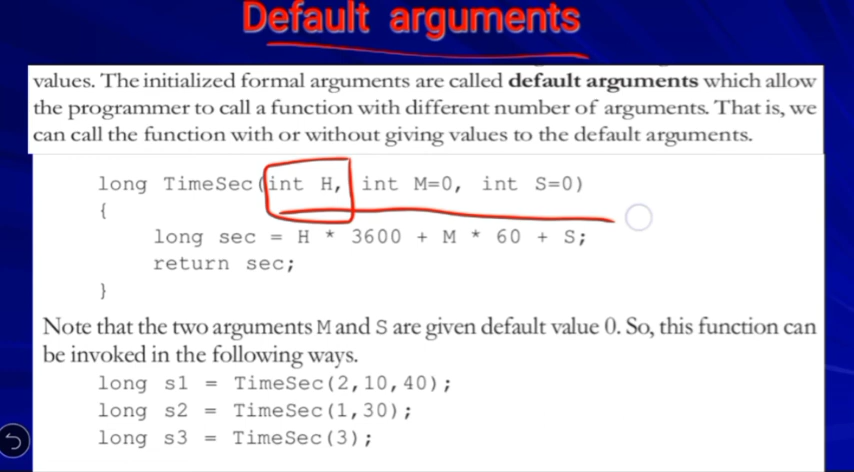 Default arguments
values. The initialized formal arguments are called default arguments which allow
the programmer to call a function with different number of arguments. That is, we
can call the function with or without giving values to the default arguments.
long TimeSec(int H, int M=0, int S=0)
{
long sec = H * 3600 + M * 60 + S;
return sec;
}
Note that the two arguments M and S are given default value 0. So, this function can
be invoked in the following ways.
long s1 = TimeSec(2,10,40);
long s2 = TimeSec(1,30);
long s3 = TimeSec(3);